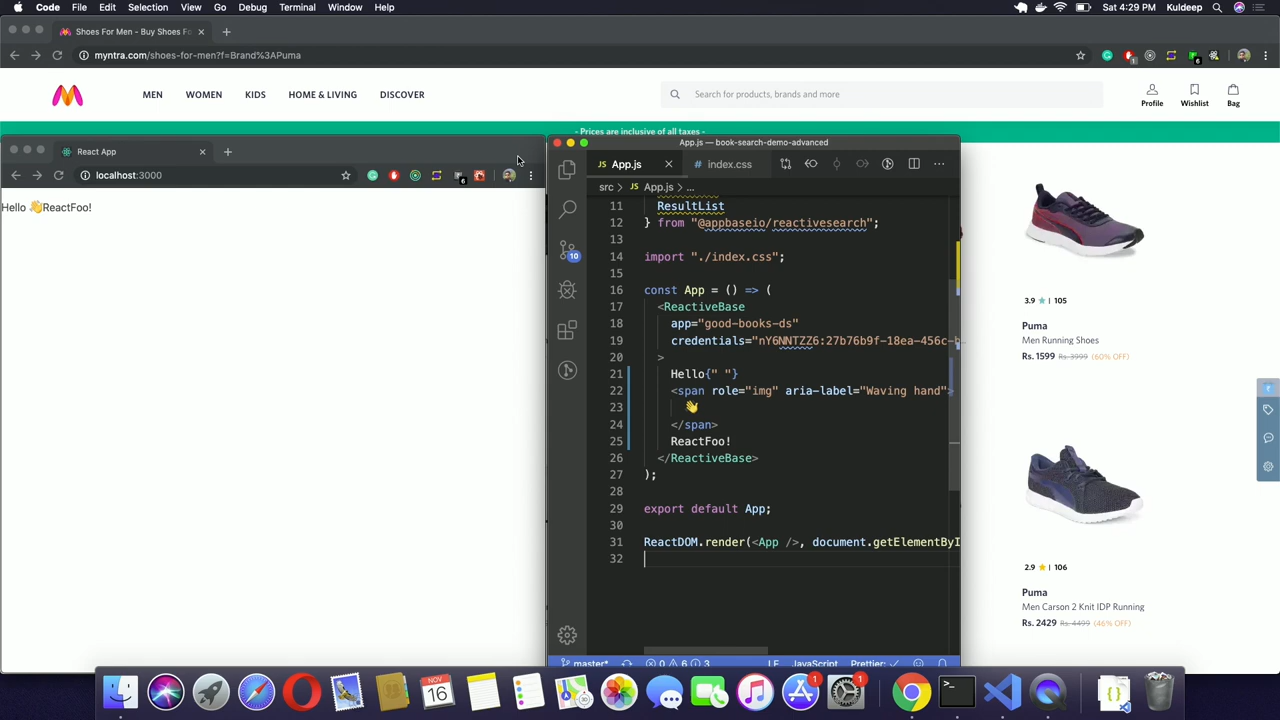 Code File Edit Selection View Go Debug Terminal Window Help
Sat 4:29 PM Kuldeep
Shoes For Men - Buy Shoes Fo
myntra.com/shoes-for-men?f=Brand%3APuma
MEN WOMEN KIDS HOME & LIVING DISCOVER
Search for products, brands and more
Profile Wishlist Bag
- Prices are inclusive of all taxes -
React App
localhost:3000
Hello 👋ReactFoo!
App.js — book-search-demo-advanced
App.js index.css
src > App.js > ...
11 ResultList
12 } from "@appbaseio/reactivesearch";
13
14 import "./index.css";
15
16 const App = () => (
17 <ReactiveBase
18 app="good-books-ds"
19 credentials="nY6NNTZZ6:27b76b9f-18ea-456c-b
20 >
21 Hello{" "}
22 <span role="img" aria-label="Waving hand">
23 👋
24 </span>
25 ReactFoo!
26 </ReactiveBase>
27 );
28
29 export default App;
30
31 ReactDOM.render(<App />, document.getElementByI
32
10
master* 0 6 3 LF JavaScript Prettier: ✓
3.9 ★ | 105
Puma
Men Running Shoes
Rs. 1599 Rs. 3999 (60% OFF)
2.9 ★ | 106
Puma
Men Carson 2 Knit IDP Running
Rs. 2429 Rs. 4499 (46% OFF)
NOV
16
1
1